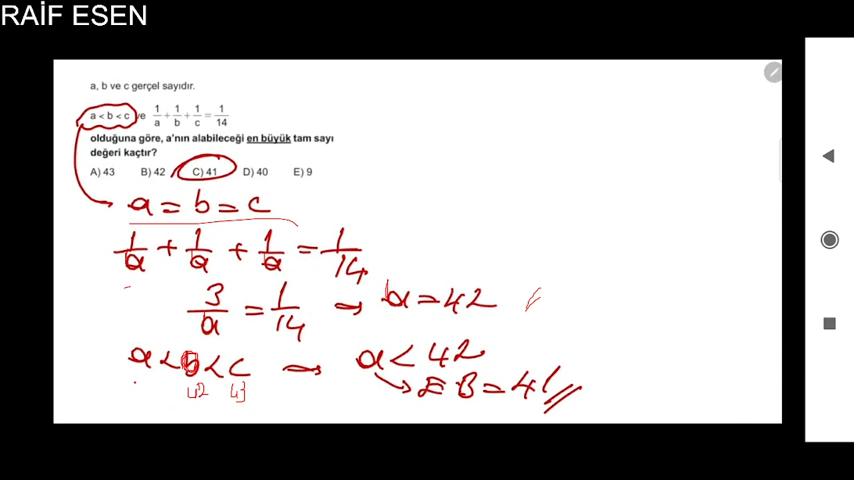 RAİF ESEN
a, b ve c gerçel sayıdır.
a < b < c ve 1/a + 1/b + 1/c = 1/14
olduğuna göre, a'nın alabileceği en büyük tam sayı
değeri kaçtır?
A) 43 B) 42 C) 41 D) 40 E) 9
a = b = c
1/a + 1/a + 1/a = 1/14
3/a = 1/14 → a = 42
a < b < c → a < 42
42 43 → EB = 41